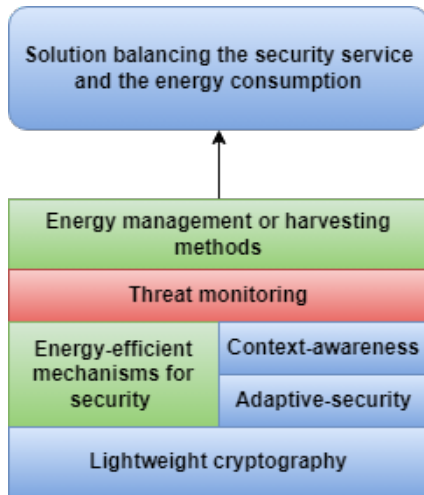 Solution balancing the security service
and the energy consumption
Energy management or harvesting
methods
Threat monitoring
Energy-efficient
mechanisms for
security
Context-awareness
Adaptive-security
Lightweight cryptography